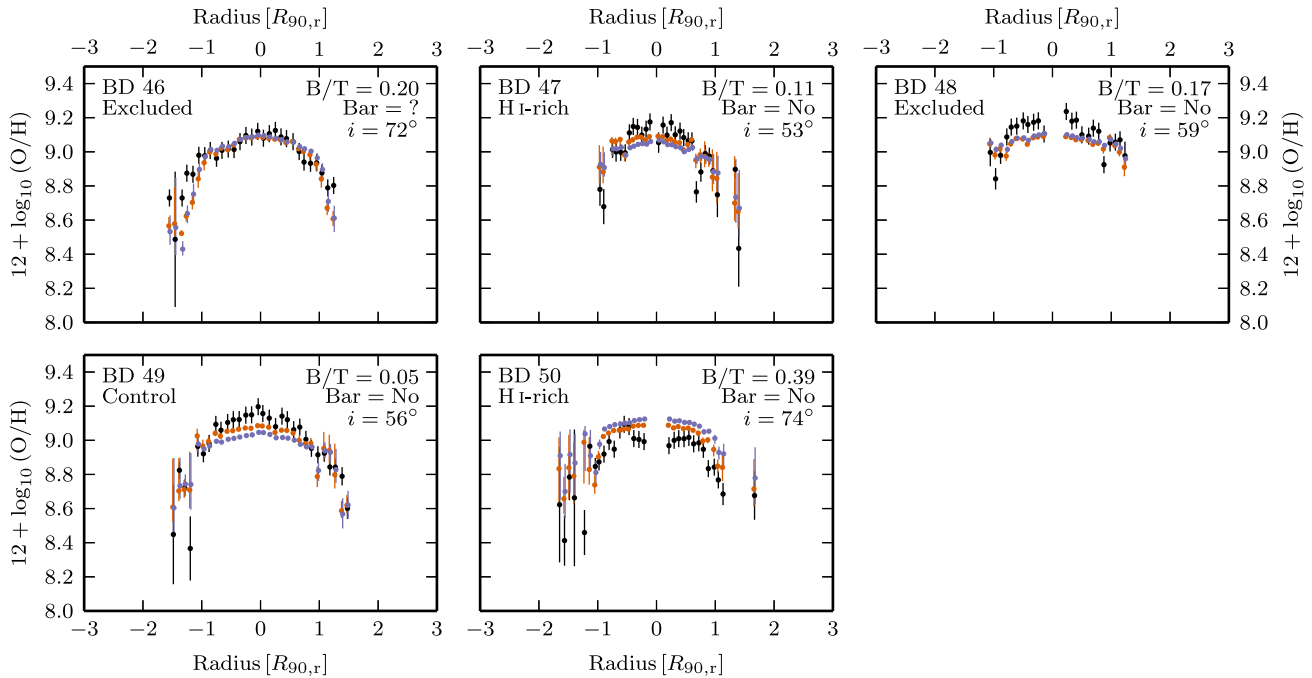 Radius [R90,r]
Radius [R90,r]
Radius [R90,r]
−3 −2 −1 0 1 2 3
−3 −2 −1 0 1 2 3
−3 −2 −1 0 1 2 3
12 + log10 (O/H)
9.4
9.2
9.0
8.8
8.6
8.4
8.2
8.0
BD 46
Excluded
B/T = 0.20
Bar = ?
i = 72°
BD 47
H I-rich
B/T = 0.11
Bar = No
i = 53°
BD 48
Excluded
B/T = 0.17
Bar = No
i = 59°
9.4
9.2
9.0
8.8
8.6
8.4
8.2
8.0
12 + log10 (O/H)
−3 −2 −1 0 1 2 3
12 + log10 (O/H)
9.4
9.2
9.0
8.8
8.6
8.4
8.2
8.0
BD 49
Control
B/T = 0.05
Bar = No
i = 56°
BD 50
H I-rich
B/T = 0.39
Bar = No
i = 74°
−3 −2 −1 0 1 2 3
−3 −2 −1 0 1 2 3
Radius [R90,r]
Radius [R90,r]